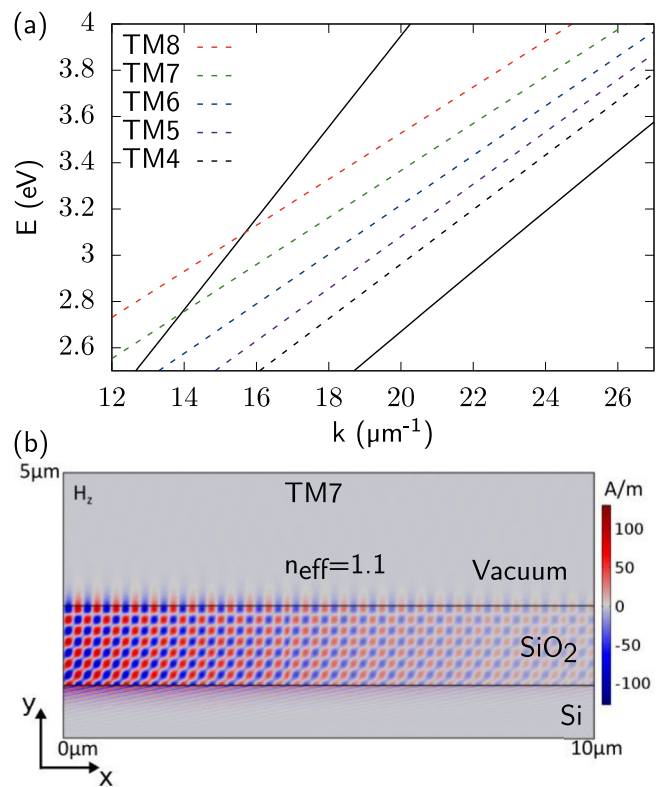 (a)
TM8
TM7
TM6
TM5
TM4
4
3.8
3.6
3.4
3.2
3
2.8
2.6
E (eV)
12 14 16 18 20 22 24 26
k (μm⁻¹)
(b)
5μm
H_z
TM7
n_eff=1.1
Vacuum
SiO₂
Si
A/m
100
50
0
-50
-100
y
x
0μm
10μm